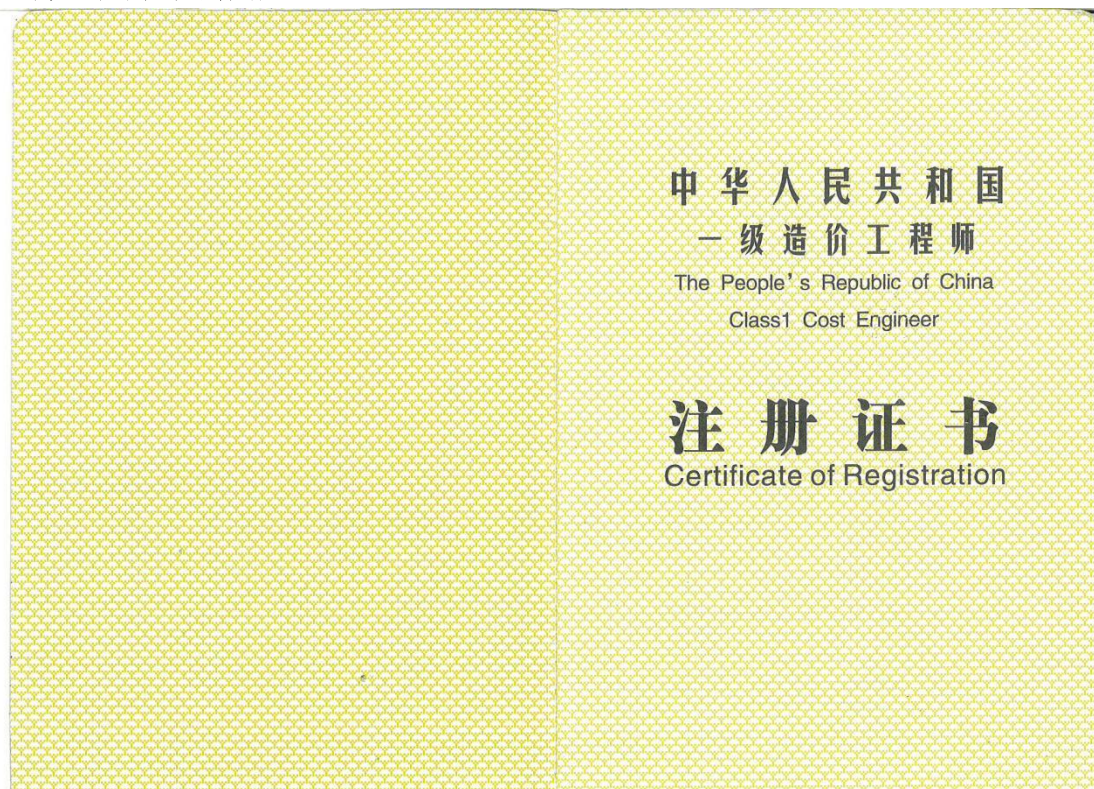 中华人民共和国
一级造价工程师
The People's Republic of China
Class1 Cost Engineer
注册证书
Certificate of Registration